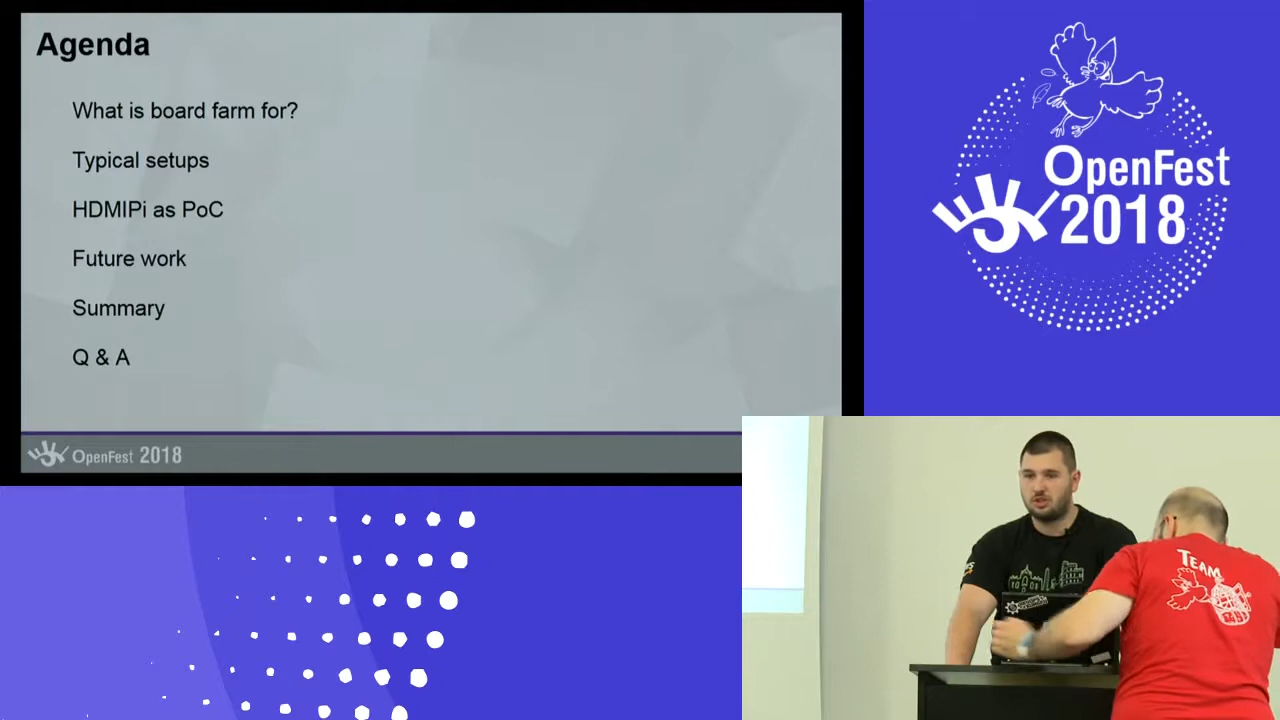 Agenda
What is board farm for?
Typical setups
HDMIPi as PoC
Future work
Summary
Q & A
OpenFest 2018
OpenFest
2018
TEAM